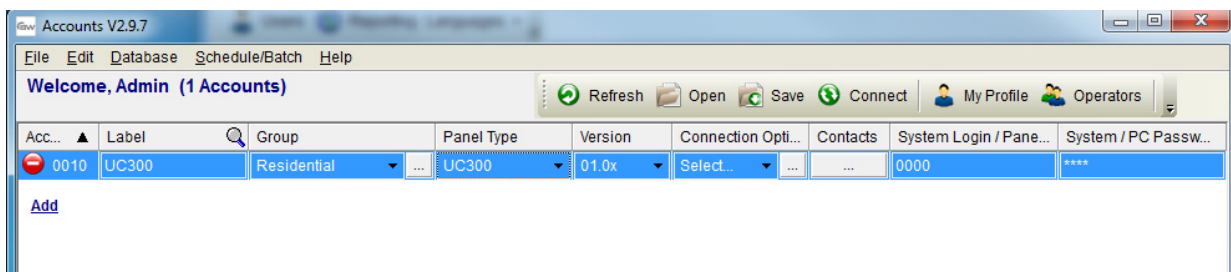 Accounts V2.9.7
File Edit Database Schedule/Batch Help
Welcome, Admin (1 Accounts)
Refresh Open Save Connect My Profile Operators
Acc... Label Group Panel Type Version Connection Opti... Contacts System Login / Pane... System / PC Passw...
0010 UC300 Residential ... UC300 01.0x Select... ... ... 0000 ****
Add